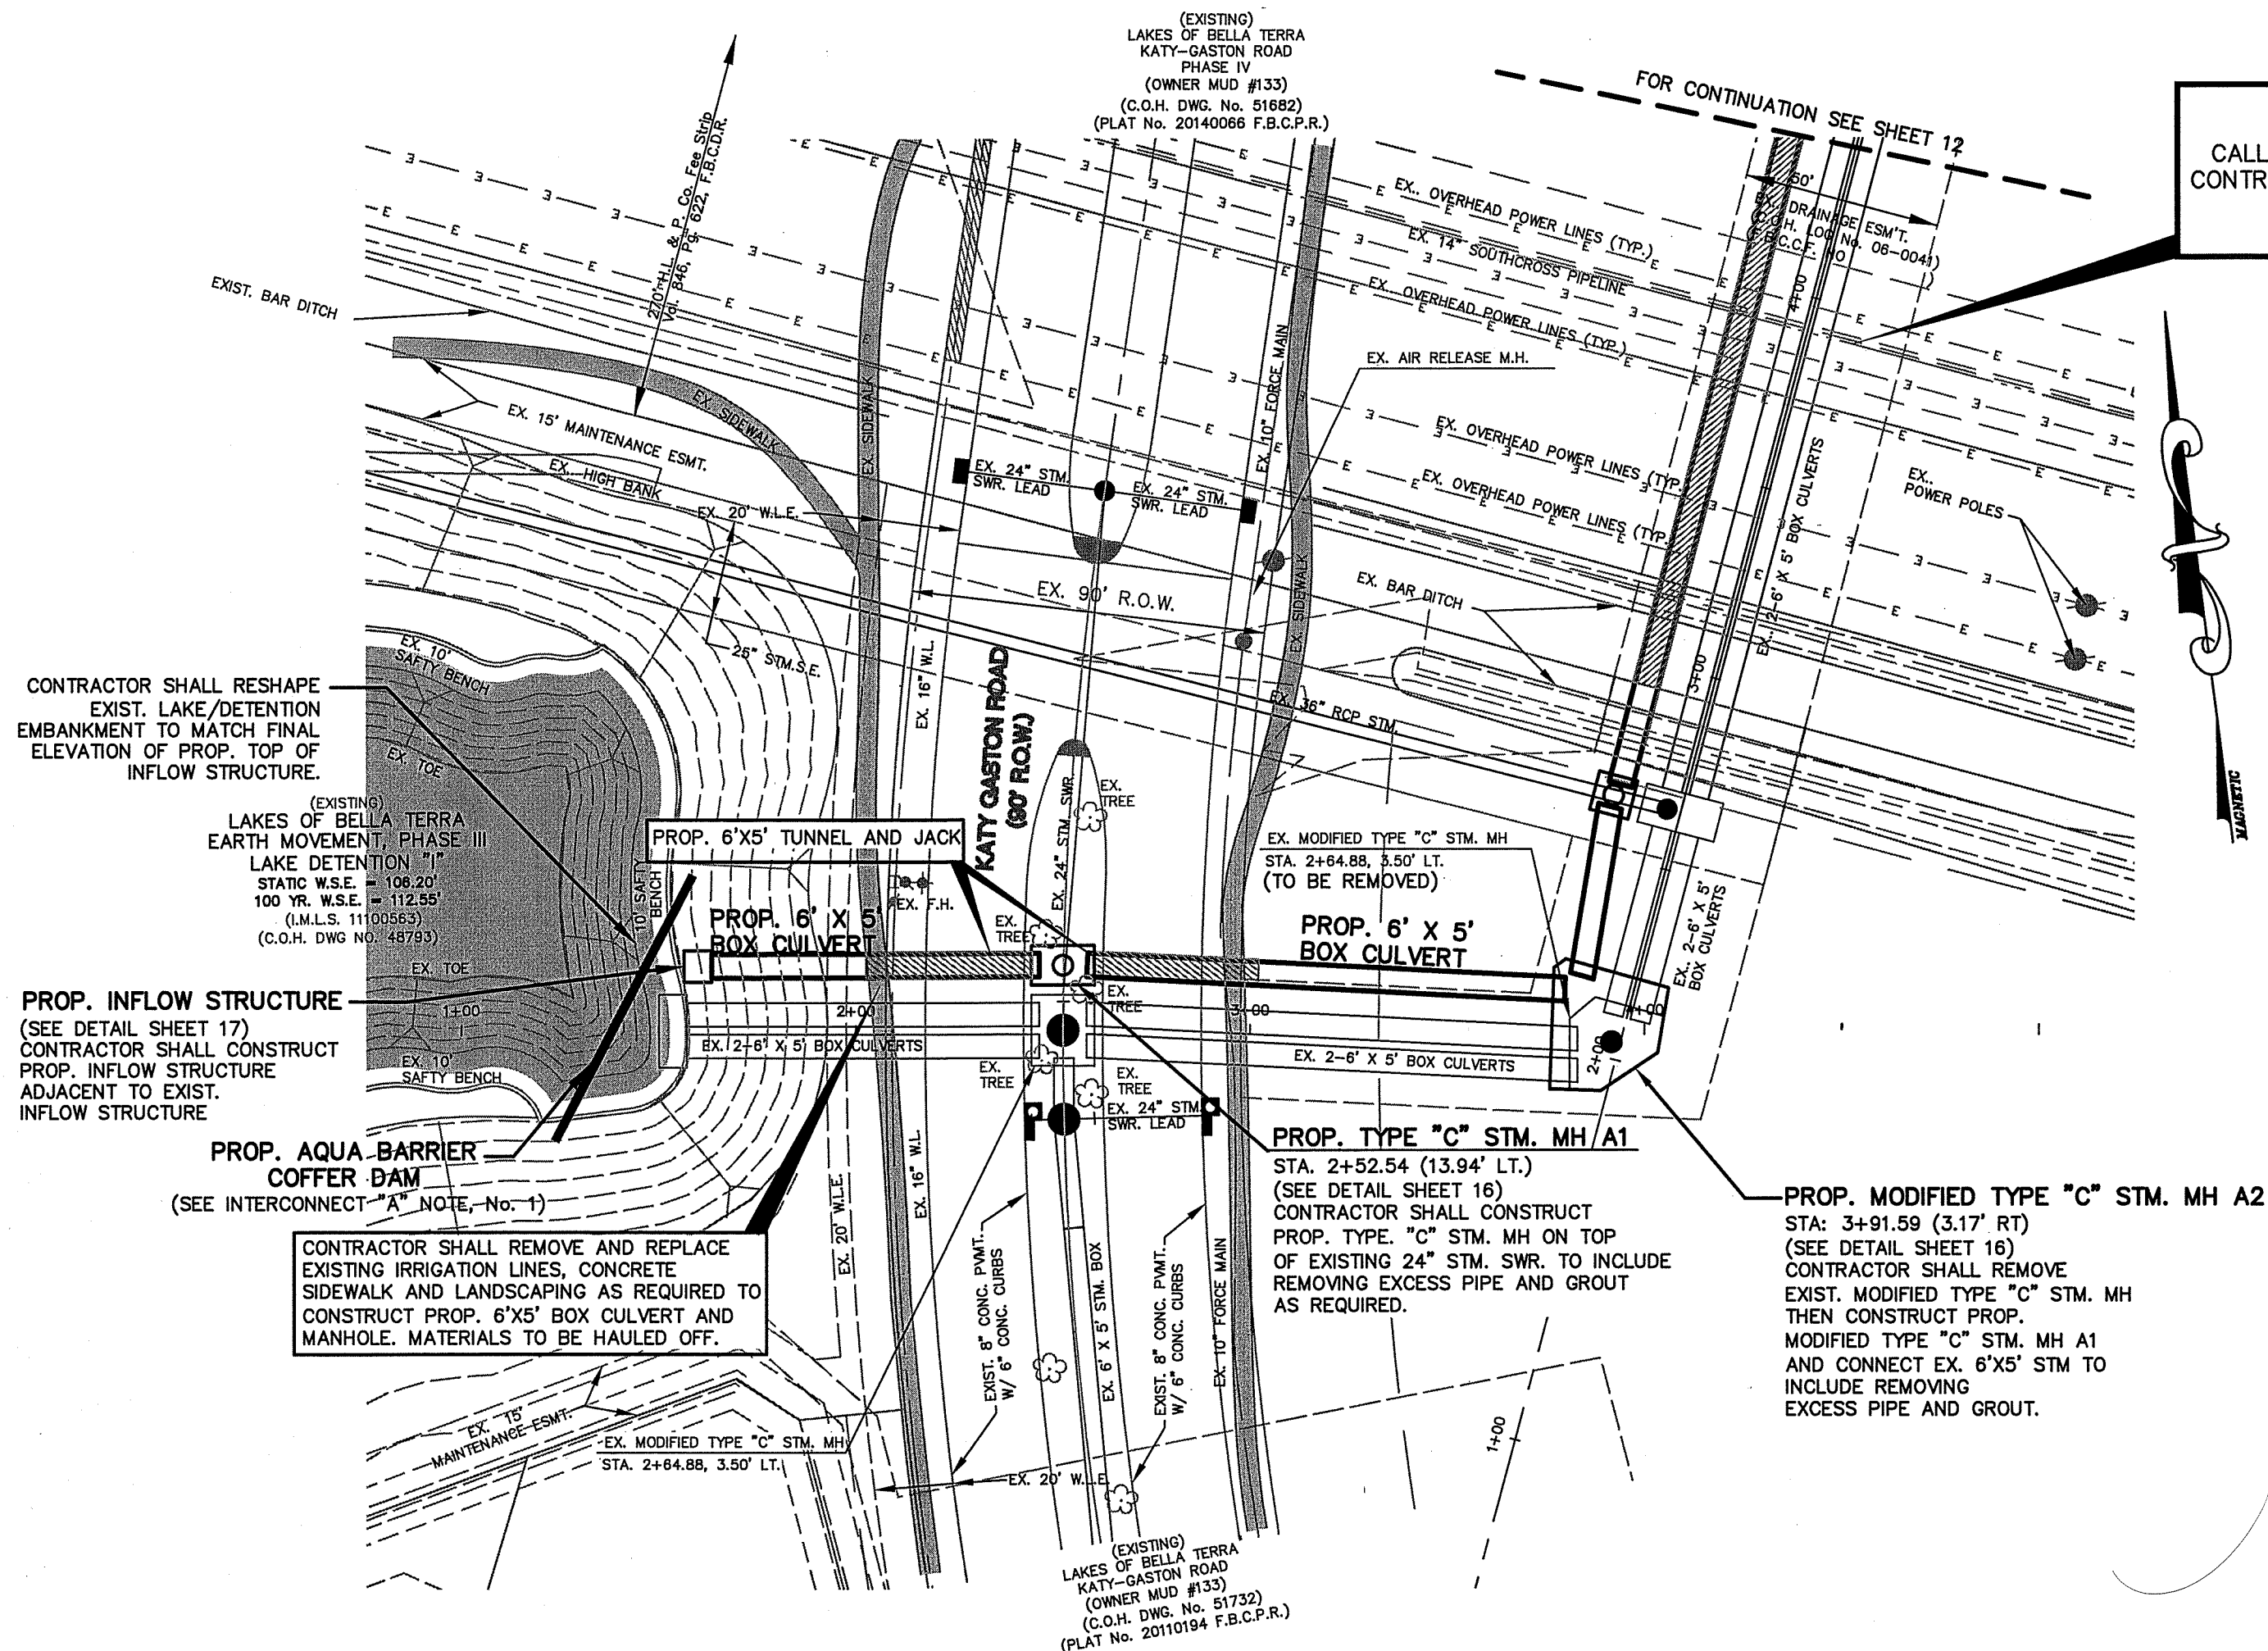 (EXISTING)
LAKES OF BELLA TERRA
KATY-GASTON ROAD
PHASE IV
(OWNER MUD #133)
(C.O.H. DWG. No. 51682)
(PLAT No. 20140066 F.B.C.P.R.)
FOR CONTINUATION SEE SHEET 12
CALL
CONTR
270' H.L. & P. Co. Fee Strip
Vol. 846, Pg. 622, F.B.C.D.R.
EXIST. BAR DITCH
EX.. OVERHEAD POWER LINES (TYP.)
EX. 14" SOUTHCROSS PIPELINE
EX.. OVERHEAD POWER LINES (TYP.)
60'
DRAINAGE ESM'T.
(C.O.H. LOG No. 06-0041)
4+00
EX. AIR RELEASE M.H.
EX. 10" FORCE MAIN
EX. SIDEWALK
EX. SIDEWALK
EX. 15' MAINTENANCE ESMT.
EX.. HIGH BANK
EX. 20' W.L.E.
EX. 24" STM.
SWR. LEAD
EX. 24" STM.
SWR. LEAD
EX. OVERHEAD POWER LINES (TYP.
EX. OVERHEAD POWER LINES (TYP.
EX.. 2-6' X 5' BOX CULVERTS
EX..
POWER POLES
EX. 90' R.O.W.
EX. SIDEWALK
EX. BAR DITCH
25" STM.S.E.
EX. 16" W.L.
KATY GASTON ROAD
(90' R.O.W.)
EX. 36" RCP STM.
3+00
MAGNETIC
EX. 10'
SAFTY BENCH
EX. TOE
CONTRACTOR SHALL RESHAPE
EXIST. LAKE/DETENTION
EMBANKMENT TO MATCH FINAL
ELEVATION OF PROP. TOP OF
INFLOW STRUCTURE.
(EXISTING)
LAKES OF BELLA TERRA
EARTH MOVEMENT, PHASE III
LAKE DETENTION "I"
STATIC W.S.E. = 106.20'
100 YR. W.S.E. = 112.55'
(I.M.L.S. 11100563)
(C.O.H. DWG NO. 48793)
10' SAFTY
BENCH
PROP. 6'X5' TUNNEL AND JACK
EX. 24" STM. SWR.
EX.
TREE
EX. MODIFIED TYPE "C" STM. MH
STA. 2+64.88, 3.50' LT.
(TO BE REMOVED)
EX. F.H.
PROP. 6' X 5'
BOX CULVERT
EX.
TREE
PROP. 6' X 5'
BOX CULVERT
EX.. 2-6' X 5'
BOX CULVERTS
EX. TOE
1+00
PROP. INFLOW STRUCTURE
(SEE DETAIL SHEET 17)
CONTRACTOR SHALL CONSTRUCT
PROP. INFLOW STRUCTURE
ADJACENT TO EXIST.
INFLOW STRUCTURE
EX. 10'
SAFTY BENCH
2+00
EX. 2-6' X 5' BOX CULVERTS
EX.
TREE
3+00
EX. 2-6' X 5' BOX CULVERTS
4+00
2+00
EX.
TREE
EX.
TREE
EX. 24" STM.
SWR. LEAD
PROP. AQUA BARRIER
COFFER DAM
(SEE INTERCONNECT "A" NOTE, No. 1)
CONTRACTOR SHALL REMOVE AND REPLACE
EXISTING IRRIGATION LINES, CONCRETE
SIDEWALK AND LANDSCAPING AS REQUIRED TO
CONSTRUCT PROP. 6'X5' BOX CULVERT AND
MANHOLE. MATERIALS TO BE HAULED OFF.
EX. 20' W.L.E.
EX. 16" W.L.
EXIST. 8" CONC. PVMT.
W/ 6" CONC. CURBS
EX. 6' X 5' STM. BOX
EXIST. 8" CONC. PVMT.
W/ 6" CONC. CURBS
EX. 10" FORCE MAIN
PROP. TYPE "C" STM. MH A1
STA. 2+52.54 (13.94' LT.)
(SEE DETAIL SHEET 16)
CONTRACTOR SHALL CONSTRUCT
PROP. TYPE. "C" STM. MH ON TOP
OF EXISTING 24" STM. SWR. TO INCLUDE
REMOVING EXCESS PIPE AND GROUT
AS REQUIRED.
PROP. MODIFIED TYPE "C" STM. MH A2
STA: 3+91.59 (3.17' RT)
(SEE DETAIL SHEET 16)
CONTRACTOR SHALL REMOVE
EXIST. MODIFIED TYPE "C" STM. MH
THEN CONSTRUCT PROP.
MODIFIED TYPE "C" STM. MH A1
AND CONNECT EX. 6'X5' STM TO
INCLUDE REMOVING
EXCESS PIPE AND GROUT.
EX. 15'
MAINTENANCE ESMT.
EX. MODIFIED TYPE "C" STM. MH
STA. 2+64.88, 3.50' LT.
EX. 20' W.L.E.
1+00
(EXISTING)
LAKES OF BELLA TERRA
KATY-GASTON ROAD
(OWNER MUD #133)
(C.O.H. DWG. No. 51732)
(PLAT No. 20110194 F.B.C.P.R.)